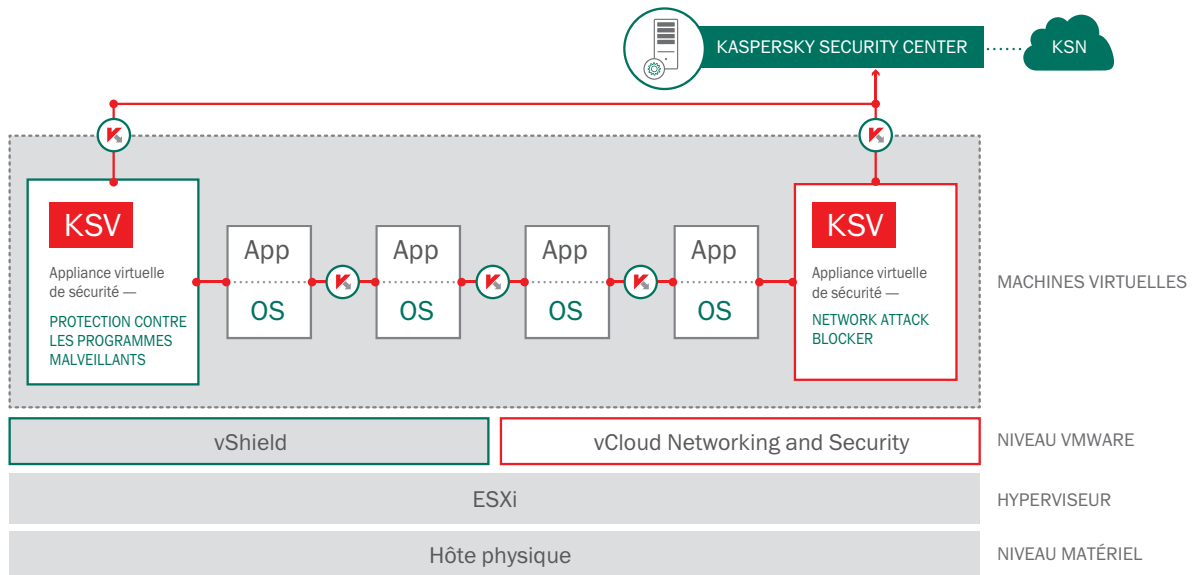 KASPERSKY SECURITY CENTER
KSN
KSV
Appliance virtuelle
de sécurité —
PROTECTION CONTRE
LES PROGRAMMES
MALVEILLANTS
App
OS
App
OS
App
OS
App
OS
KSV
Appliance virtuelle
de sécurité —
NETWORK ATTACK
BLOCKER
MACHINES VIRTUELLES
vShield
vCloud Networking and Security
NIVEAU VMWARE
ESXi
HYPERVISEUR
Hôte physique
NIVEAU MATÉRIEL